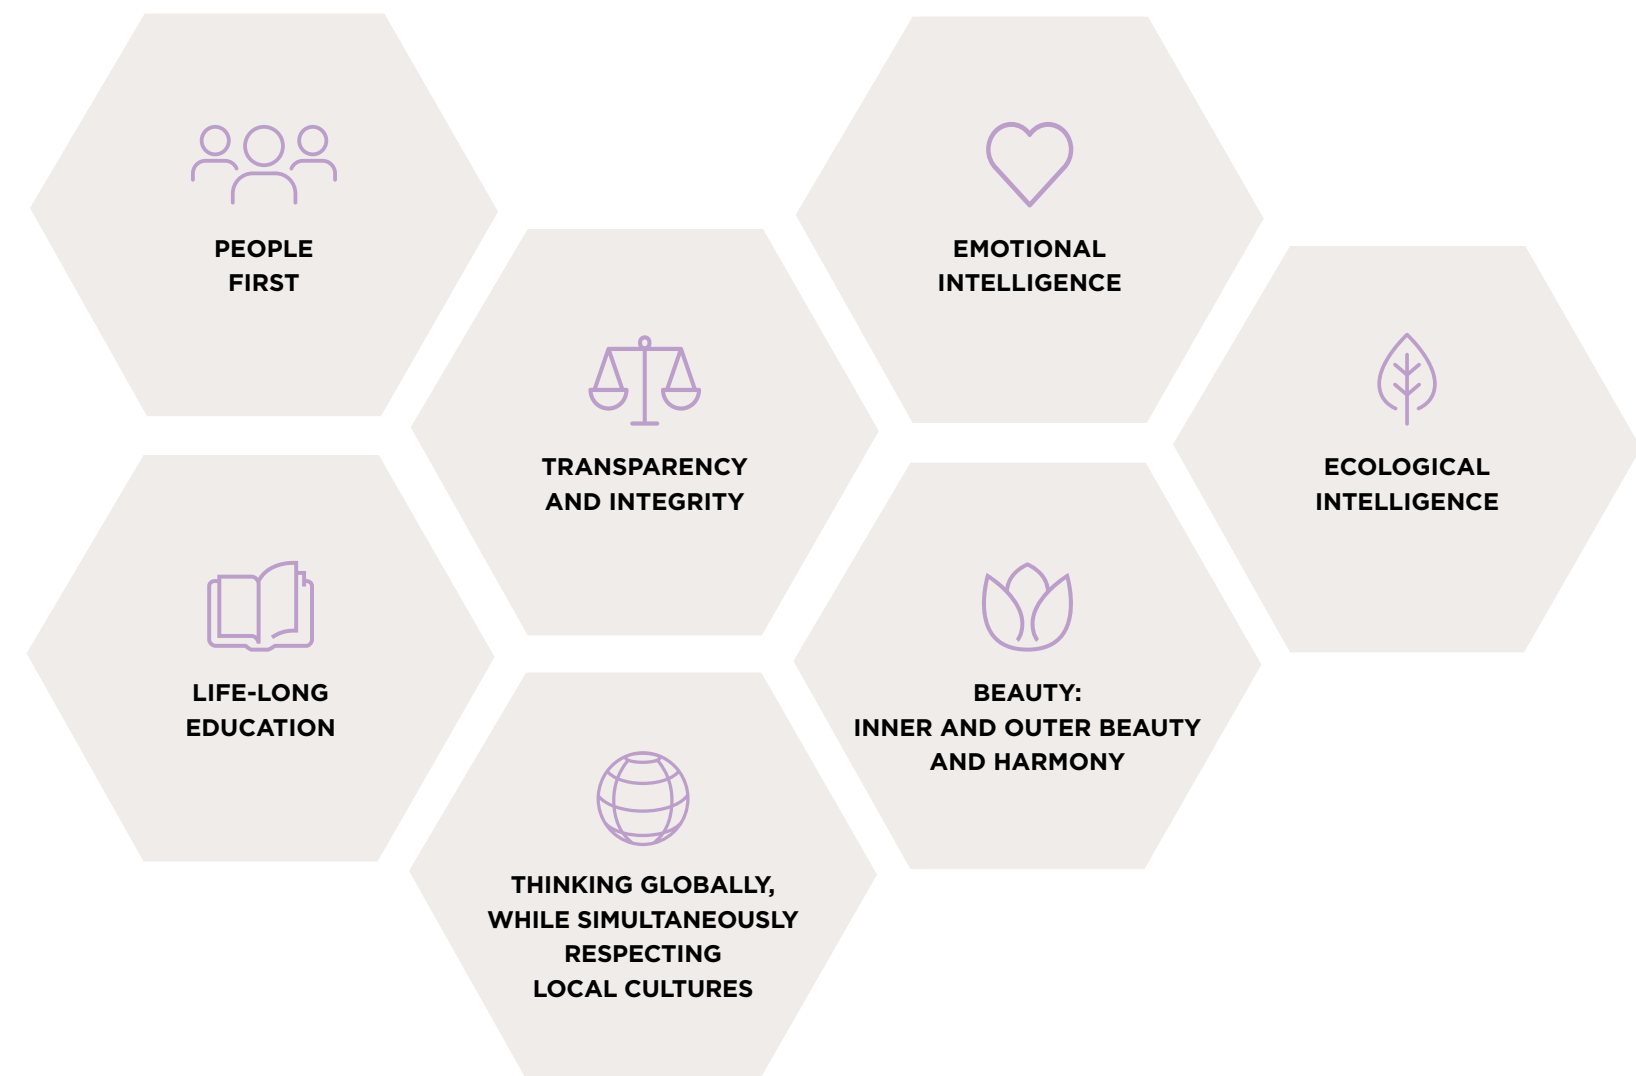 PEOPLE
FIRST
EMOTIONAL
INTELLIGENCE
TRANSPARENCY
AND INTEGRITY
ECOLOGICAL
INTELLIGENCE
LIFE-LONG
EDUCATION
BEAUTY:
INNER AND OUTER BEAUTY
AND HARMONY
THINKING GLOBALLY,
WHILE SIMULTANEOUSLY
RESPECTING
LOCAL CULTURES